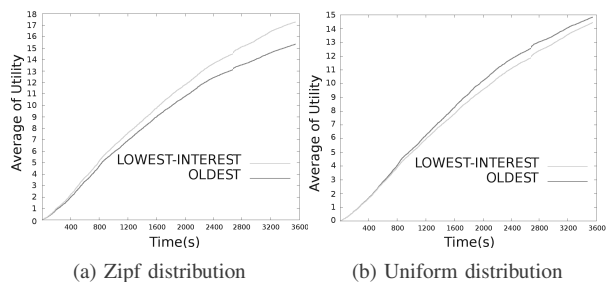 18
17
16
15
14
13
12
11
10
9
8
7
6
5
4
3
2
1
0
Average of Utility
LOWEST-INTEREST
OLDEST
400 800 1200 1600 2000 2400 2800 3200 3600
Time(s)
(a) Zipf distribution
15
14
13
12
11
10
9
8
7
6
5
4
3
2
1
0
Average of Utility
LOWEST-INTEREST
OLDEST
400 800 1200 1600 2000 2400 2800 3200 3600
Time(s)
(b) Uniform distribution